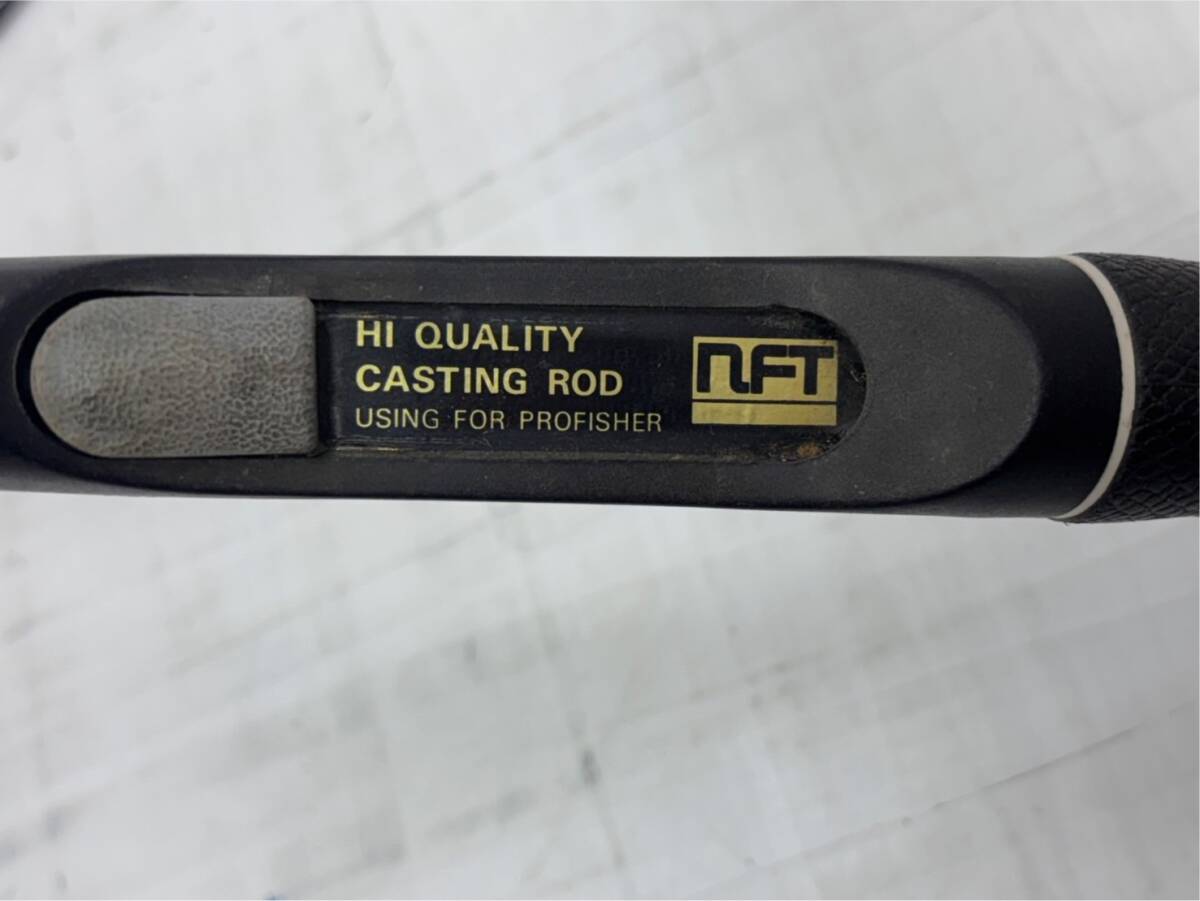 HI QUALITY
CASTING ROD
USING FOR PROFISHER
NFT